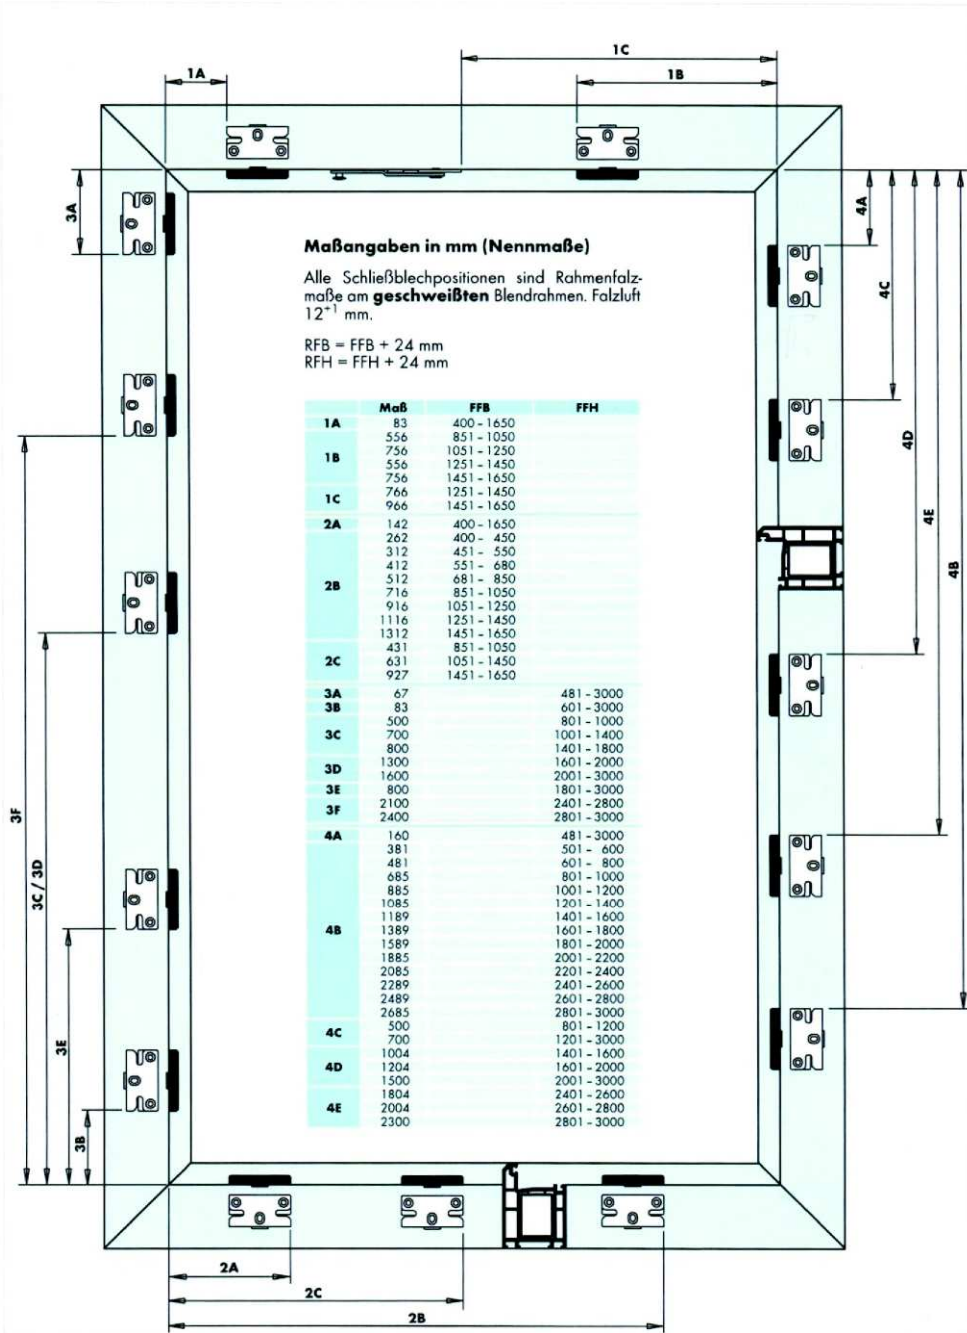 1C
1A
1B
3A
4A
4C
4D
4E
4B
3F
3C / 3D
3E
3B
Maßangaben in mm (Nennmaße)
Alle Schließblechpositionen sind Rahmenfalz-
maße am geschweißten Blendrahmen. Falzluft
12+1 mm.
RFB = FFB + 24 mm
RFH = FFH + 24 mm
Maß FFB FFH
1A 83 400 - 1650
556 851 - 1050
1B 756 1051 - 1250
556 1251 - 1450
756 1451 - 1650
1C 766 1251 - 1450
966 1451 - 1650
2A 142 400 - 1650
262 400 - 450
312 451 - 550
412 551 - 680
2B 512 681 - 850
716 851 - 1050
916 1051 - 1250
1116 1251 - 1450
1312 1451 - 1650
431 851 - 1050
2C 631 1051 - 1450
927 1451 - 1650
3A 67 481 - 3000
3B 83 601 - 3000
500 801 - 1000
3C 700 1001 - 1400
800 1401 - 1800
3D 1300 1601 - 2000
1600 2001 - 3000
3E 800 1801 - 3000
3F 2100 2401 - 2800
2400 2801 - 3000
4A 160 481 - 3000
381 501 - 600
481 601 - 800
685 801 - 1000
885 1001 - 1200
1085 1201 - 1400
1189 1401 - 1600
4B 1389 1601 - 1800
1589 1801 - 2000
1885 2001 - 2200
2085 2201 - 2400
2289 2401 - 2600
2489 2601 - 2800
2685 2801 - 3000
4C 500 801 - 1200
700 1201 - 3000
1004 1401 - 1600
4D 1204 1601 - 2000
1500 2001 - 3000
1804 2401 - 2600
4E 2004 2601 - 2800
2300 2801 - 3000
2A
2C
2B